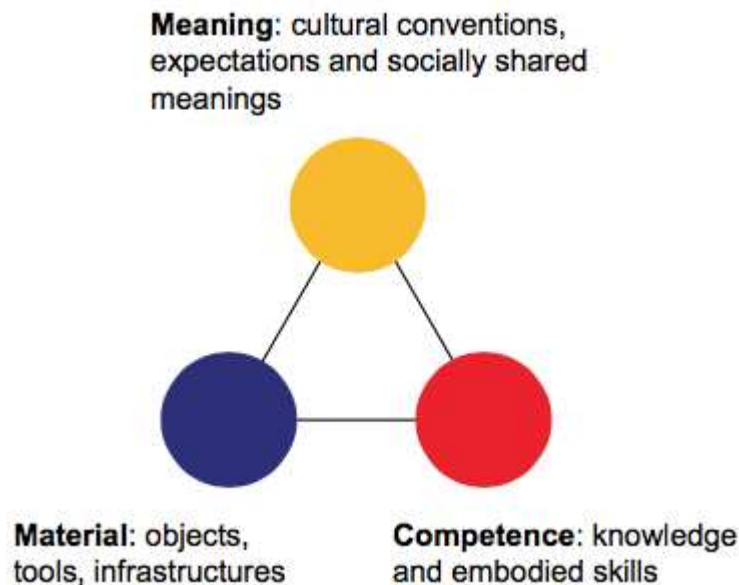 Meaning: cultural conventions,
expectations and socially shared
meanings
Material: objects,
tools, infrastructures
Competence: knowledge
and embodied skills